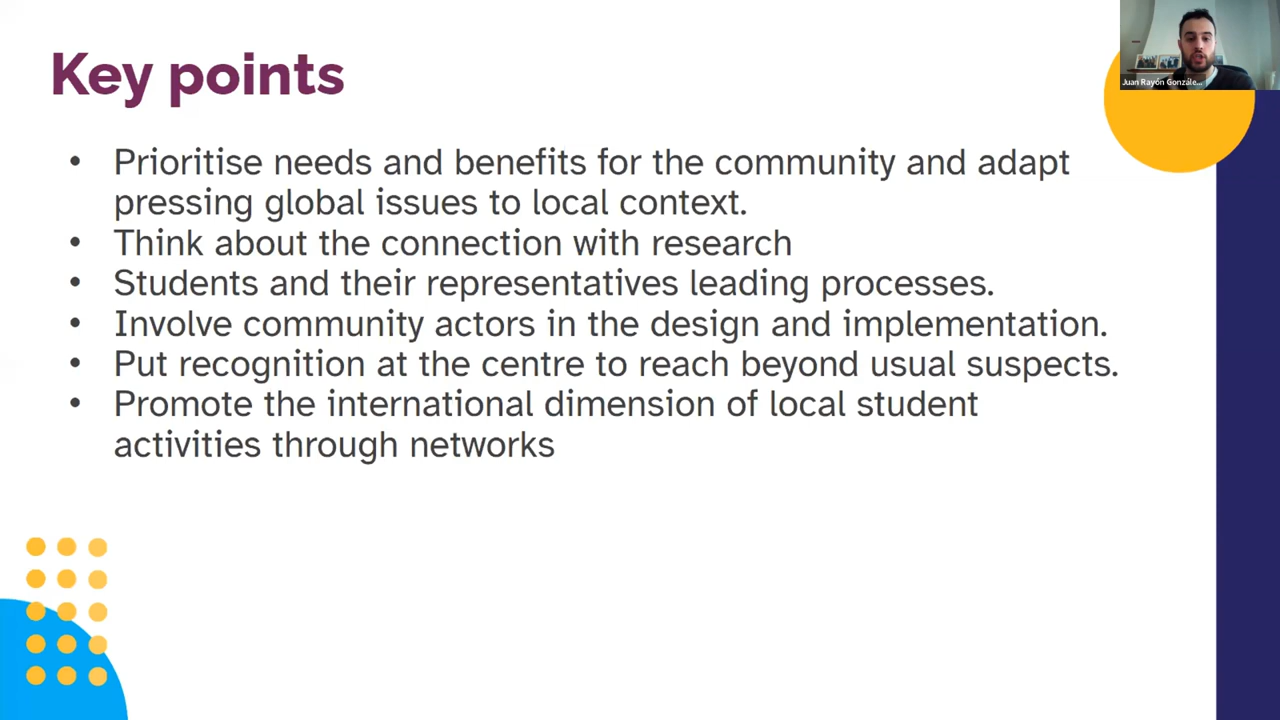 Key points
• Prioritise needs and benefits for the community and adapt
pressing global issues to local context.
• Think about the connection with research
• Students and their representatives leading processes.
• Involve community actors in the design and implementation.
• Put recognition at the centre to reach beyond usual suspects.
• Promote the international dimension of local student
activities through networks
Juan Rayón Gonzále...